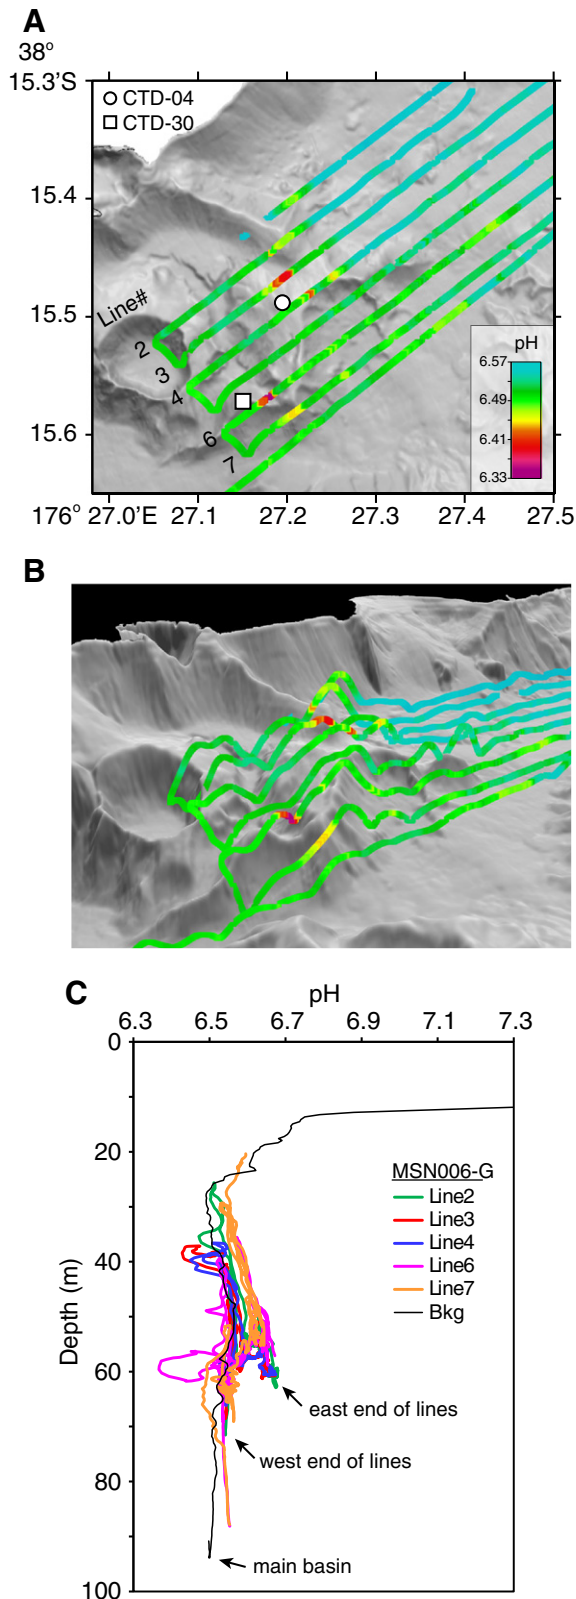 A
38°
15.3'S
CTD-04
CTD-30
15.4
Line#
15.5
2
3
4
6
7
pH
6.57
6.49
6.41
6.33
15.6
176° 27.0'E 27.1 27.2 27.3 27.4 27.5
B
C
pH
6.3 6.5 6.7 6.9 7.1 7.3
0
20
40
60
80
100
Depth (m)
MSN006-G
Line2
Line3
Line4
Line6
Line7
Bkg
east end of lines
west end of lines
main basin